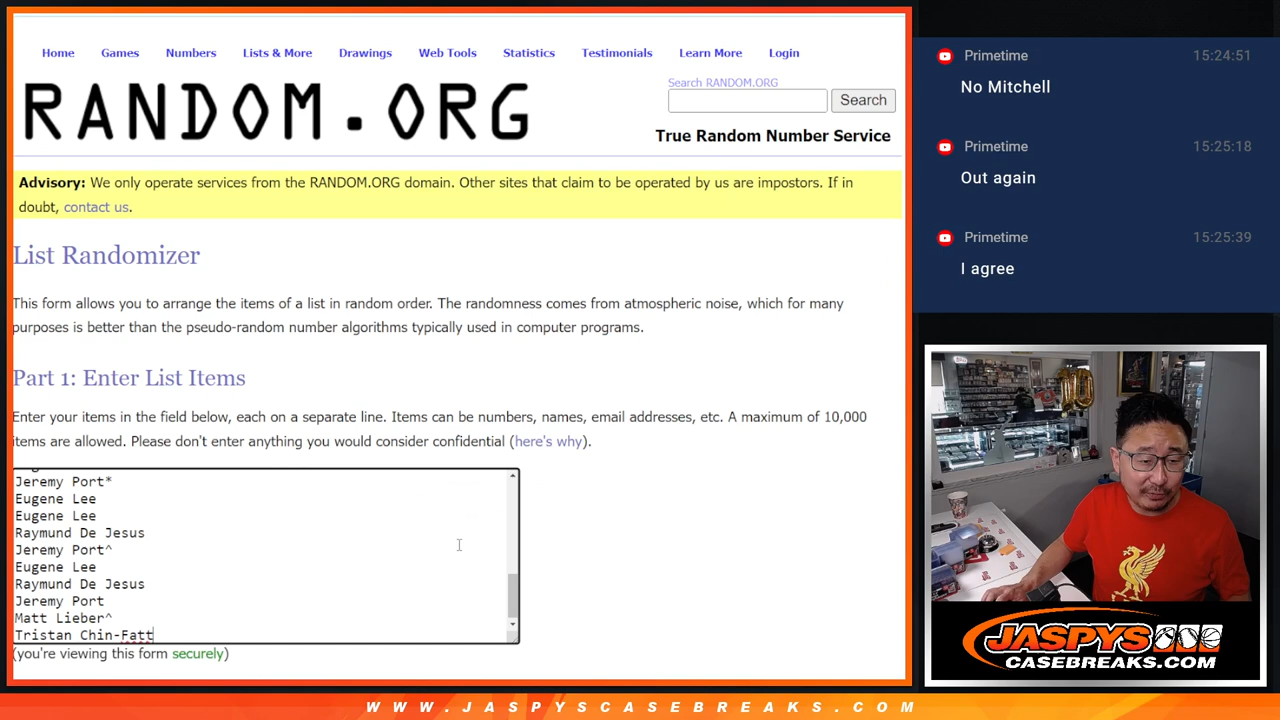 Home Games Numbers Lists & More Drawings Web Tools Statistics Testimonials Learn More Login
RANDOM.ORG
Search RANDOM.ORG
Search
True Random Number Service
Advisory: We only operate services from the RANDOM.ORG domain. Other sites that claim to be operated by us are impostors. If in
doubt, contact us.
List Randomizer
This form allows you to arrange the items of a list in random order. The randomness comes from atmospheric noise, which for many
purposes is better than the pseudo-random number algorithms typically used in computer programs.
Part 1: Enter List Items
Enter your items in the field below, each on a separate line. Items can be numbers, names, email addresses, etc. A maximum of 10,000
items are allowed. Please don't enter anything you would consider confidential (here's why).
Jeremy Port*
Eugene Lee
Eugene Lee
Raymund De Jesus
Jeremy Port^
Eugene Lee
Raymund De Jesus
Jeremy Port
Matt Lieber^
Tristan Chin-Fatt
(you're viewing this form securely)
Primetime 15:24:51
No Mitchell
Primetime 15:25:18
Out again
Primetime 15:25:39
I agree
10
JASPYS
CASEBREAKS.COM
WWW.JASPYSCASEBREAKS.COM